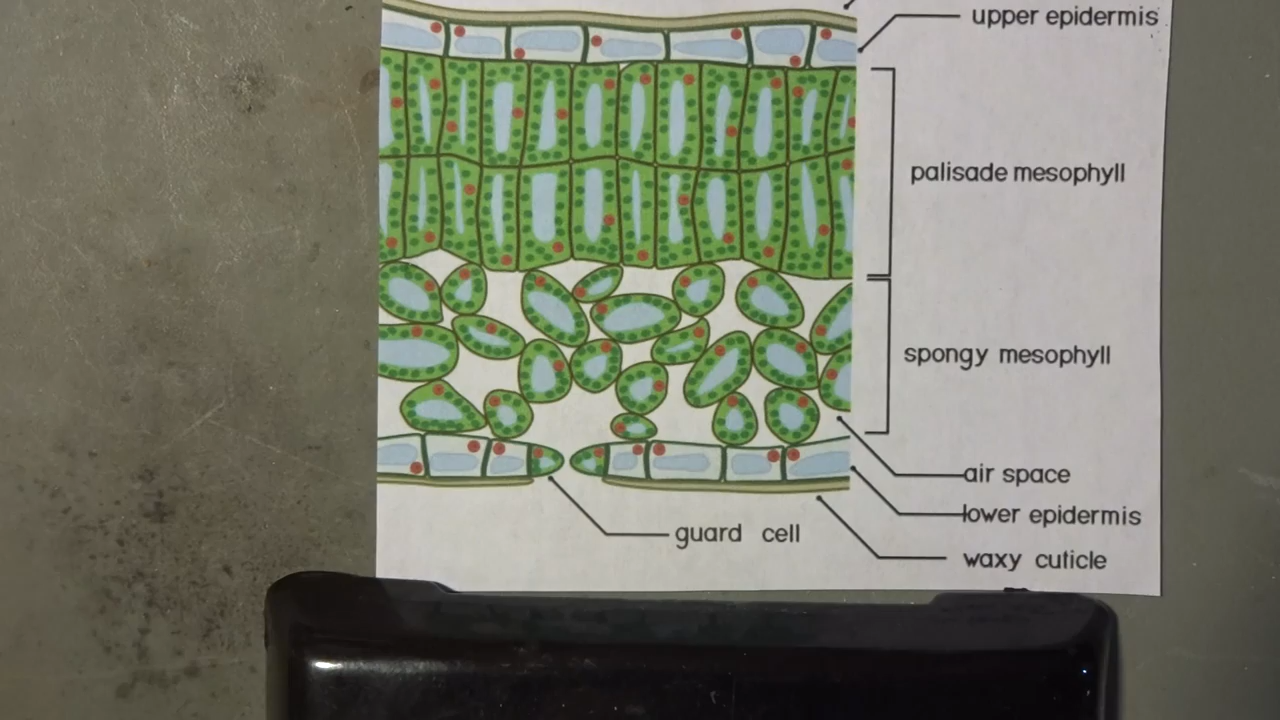 upper epidermis
palisade mesophyll
spongy mesophyll
air space
lower epidermis
guard cell
waxy cuticle